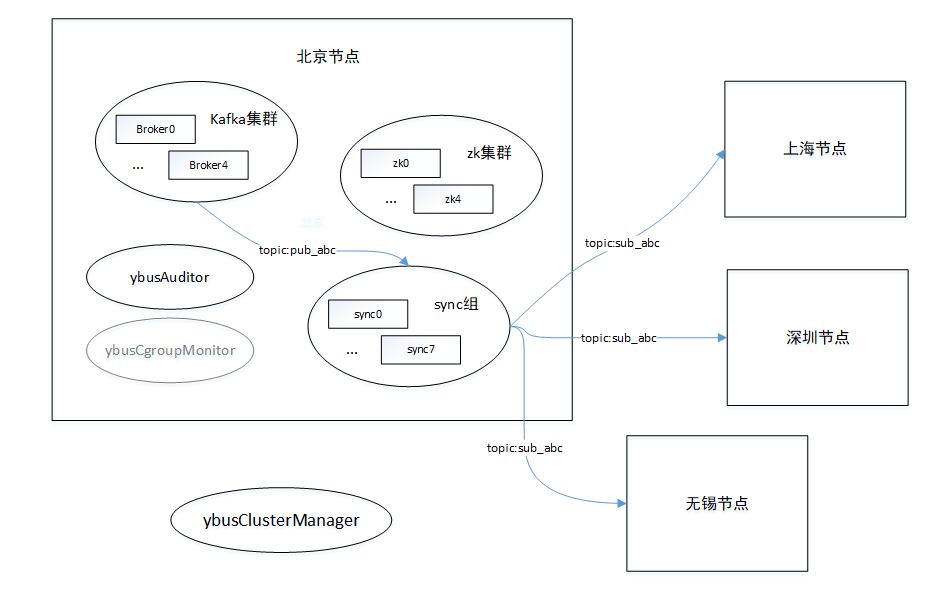 北京节点
Kafka集群
Broker0
...
Broker4
zk集群
zk0
...
zk4
topic:pub_abc
ybusAuditor
ybusCgroupMonitor
sync组
sync0
...
sync7
topic:sub_abc
上海节点
topic:sub_abc
深圳节点
topic:sub_abc
无锡节点
ybusClusterManager